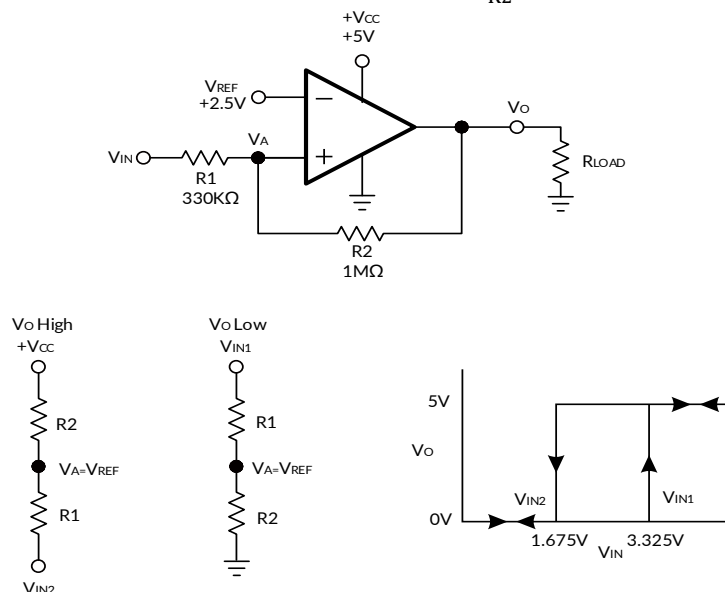 R2
+VCC
+5V
VREF
+2.5V
VO
VA
VIN
−
+
RLOAD
R1
330KΩ
R2
1MΩ
VO High
+VCC
R2
VA=VREF
R1
VIN2
VO Low
VIN1
R1
VA=VREF
R2
5V
VO
VIN2
VIN1
0V
1.675V
VIN
3.325V